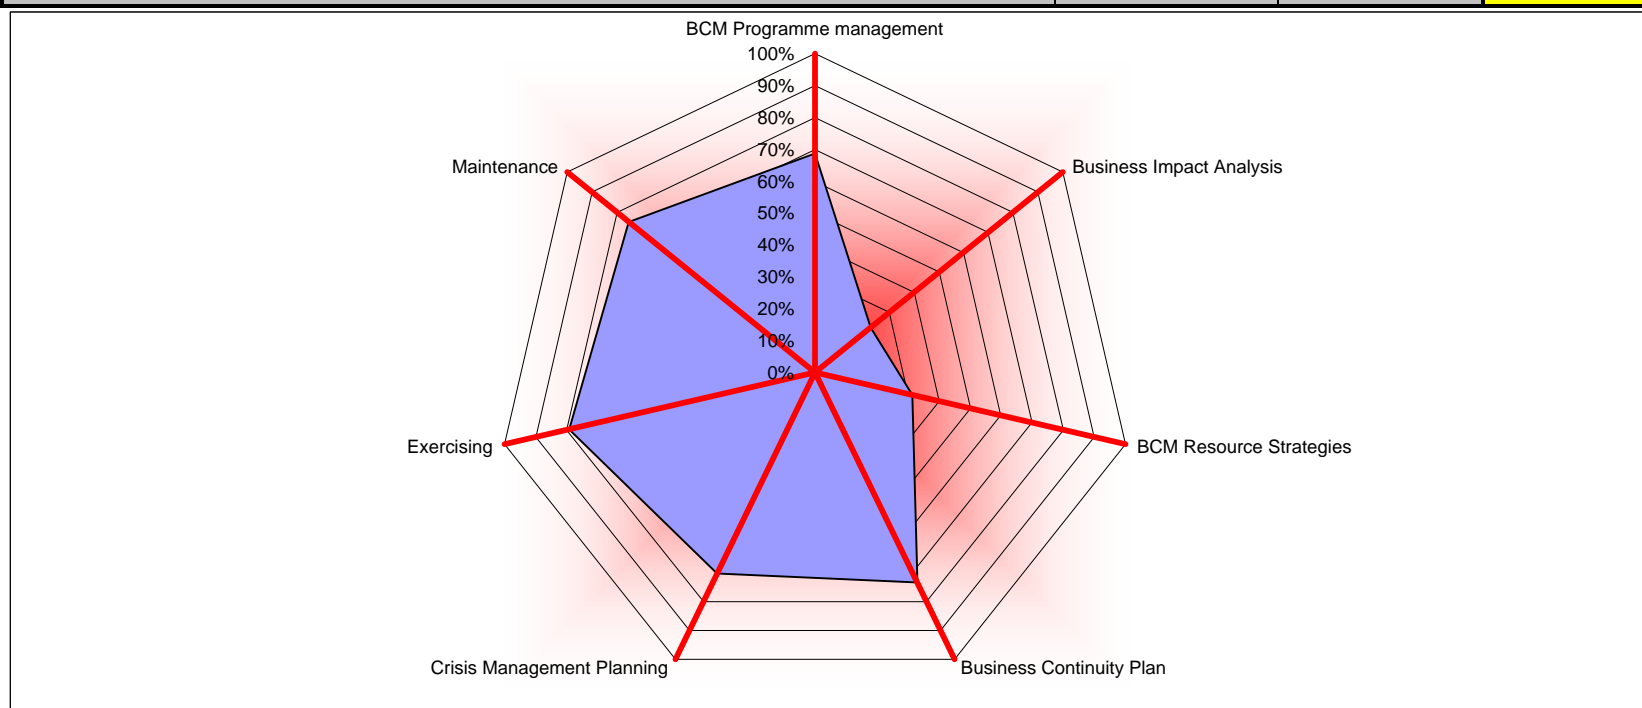 BCM Programme management
100%
90%
80%
70%
60%
50%
40%
30%
20%
10%
0%
Maintenance
Business Impact Analysis
Exercising
BCM Resource Strategies
Crisis Management Planning
Business Continuity Plan